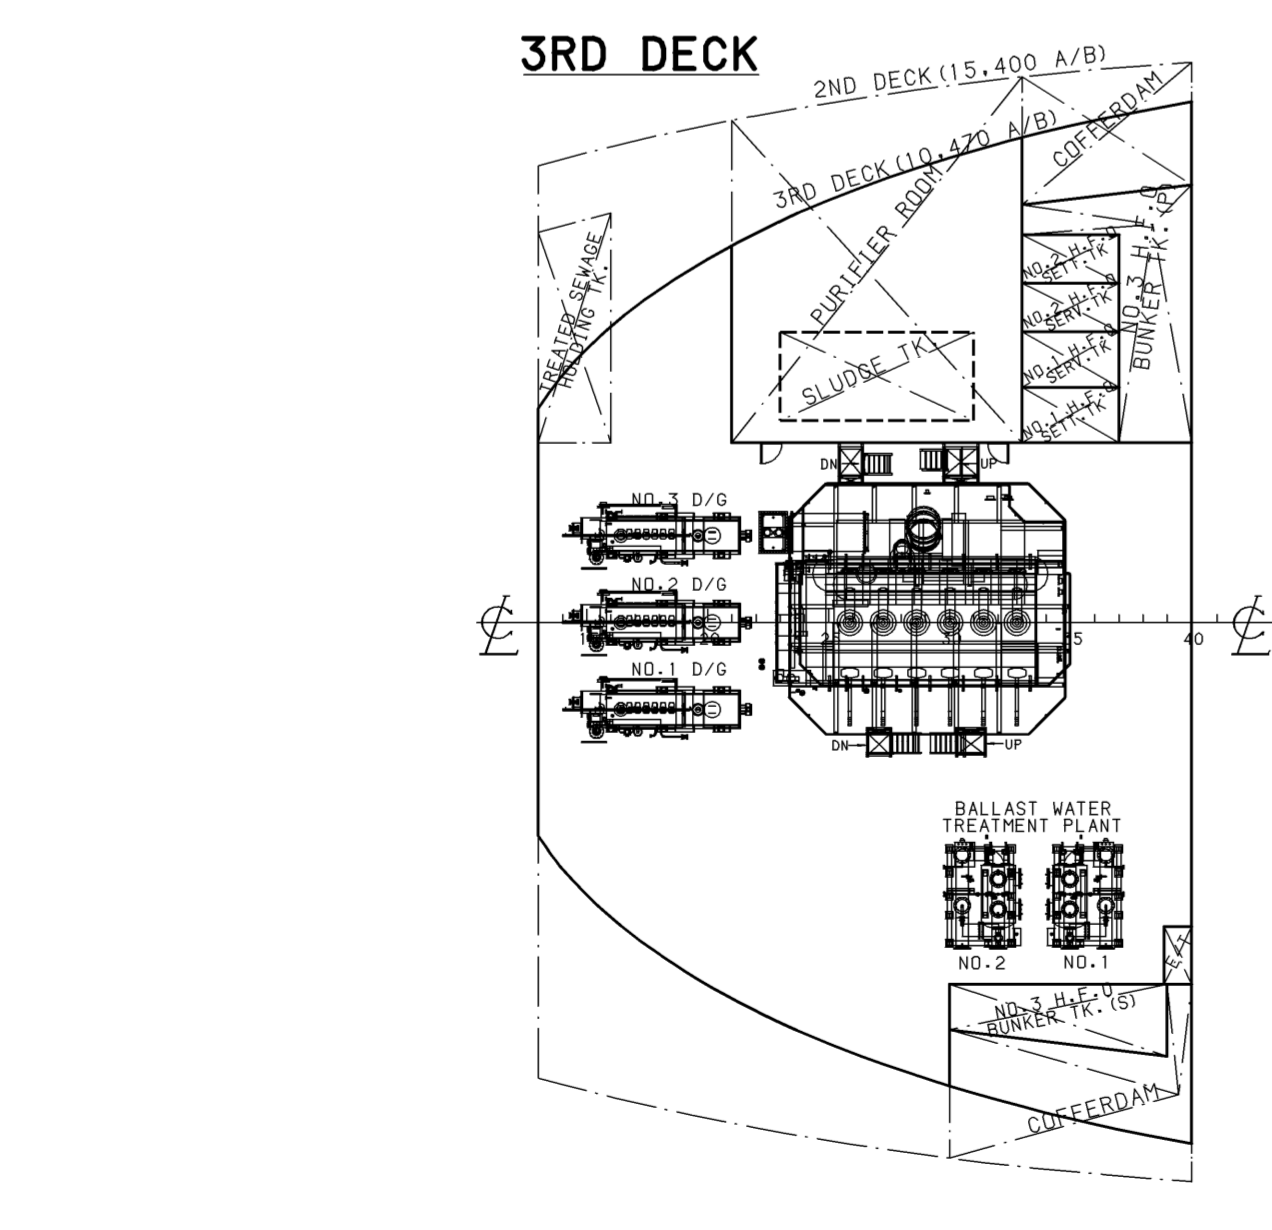 3RD DECK
2ND DECK(15,400 A/B)
3RD DECK(10,470 A/B)
COFFERDAM
PURIFIER ROOM
NO.3 H.F.O
BUNKER TK.(P)
NO.2 H.F.O
SETT.TK
NO.2 H.F.O
SERV.TK
NO.1 H.F.O
SERV.TK
NO.1 H.F.O
SETT.TK
TREATED SEWAGE
HOLDING TK.
SLUDGE TK.
DN
UP
NO.3 D/G
NO.2 D/G
20
40
NO.1 D/G
DN
UP
BALLAST WATER
TREATMENT PLANT
NO.2
NO.1
E/T
NO.3 H.F.O
BUNKER TK.(S)
COFFERDAM